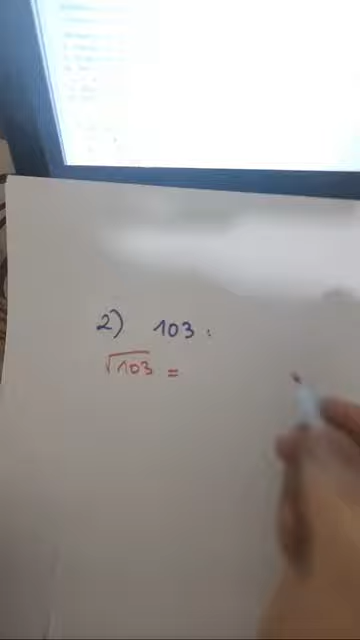 2) 103 :
√103 =